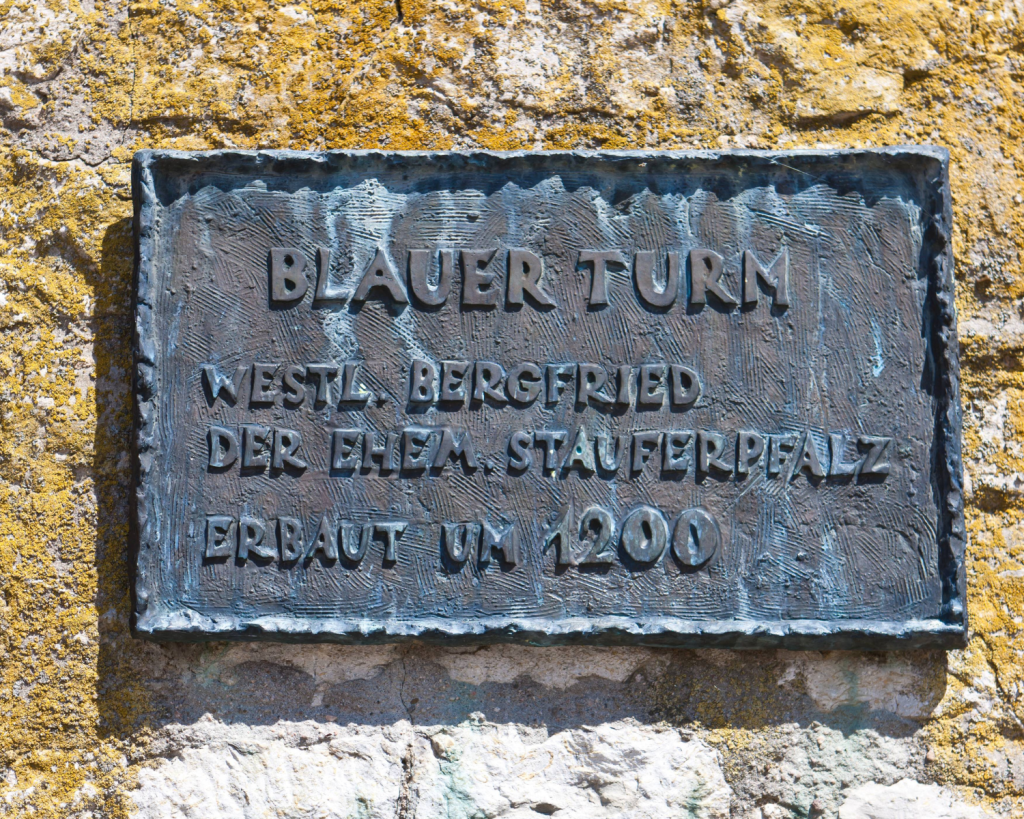 BLAUER TURM
WESTL. BERGFRIED
DER EHEM. STAUFERPFALZ
ERBAUT UM 1200